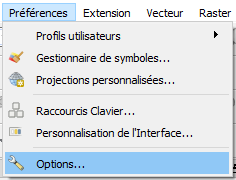 Préférences Extension Vecteur Raster
Profils utilisateurs
Gestionnaire de symboles...
Projections personnalisées...
Raccourcis Clavier...
Personnalisation de l'Interface...
Options...